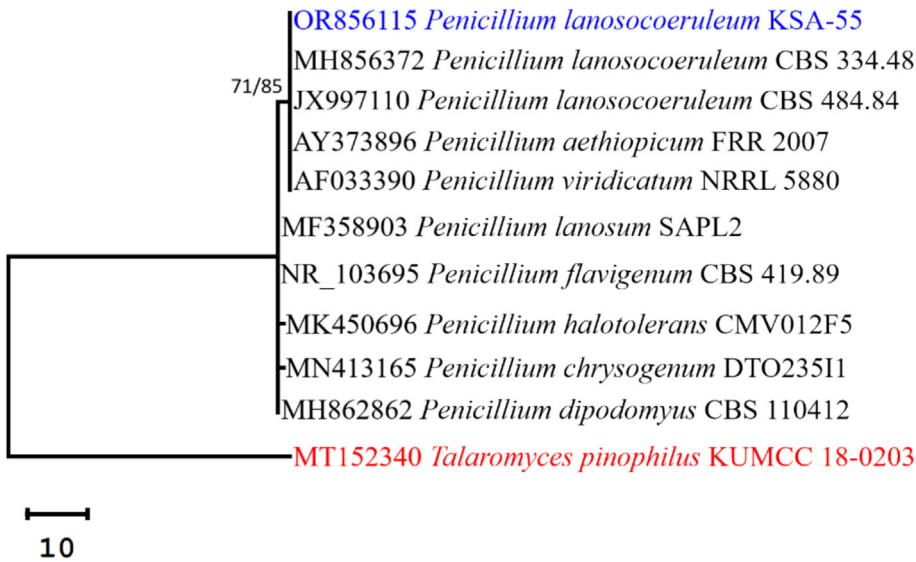 OR856115 Penicillium lanosocoeruleum KSA-55
MH856372 Penicillium lanosocoeruleum CBS 334.48
71/85
JX997110 Penicillium lanosocoeruleum CBS 484.84
AY373896 Penicillium aethiopicum FRR 2007
AF033390 Penicillium viridicatum NRRL 5880
MF358903 Penicillium lanosum SAPL2
NR_103695 Penicillium flavigenum CBS 419.89
MK450696 Penicillium halotolerans CMV012F5
MN413165 Penicillium chrysogenum DTO235I1
MH862862 Penicillium dipodomyus CBS 110412
MT152340 Talaromyces pinophilus KUMCC 18-0203
10